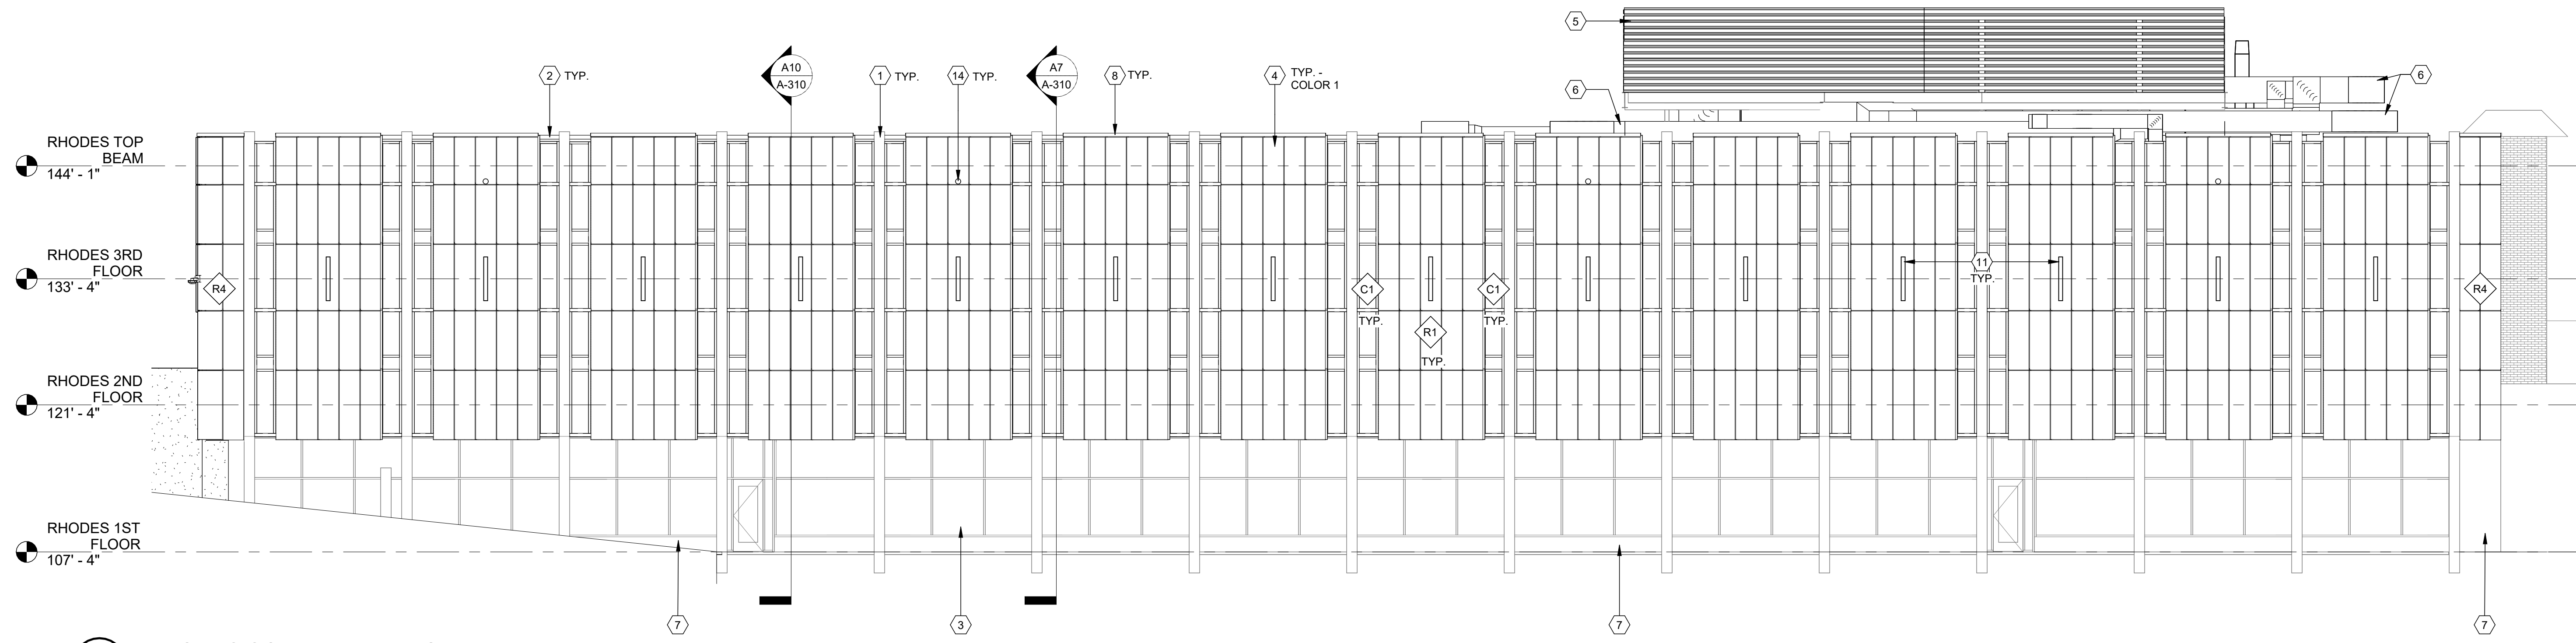 5
2 TYP.
A10
A-310
1 TYP.
14 TYP.
A7
A-310
8 TYP.
4 TYP. -
COLOR 1
6
6
RHODES TOP
BEAM
144' - 1"
RHODES 3RD
FLOOR
133' - 4"
R4
C1
TYP.
C1
TYP.
11
TYP.
R4
R1
TYP.
RHODES 2ND
FLOOR
121' - 4"
RHODES 1ST
FLOOR
107' - 4"
7
3
7
7